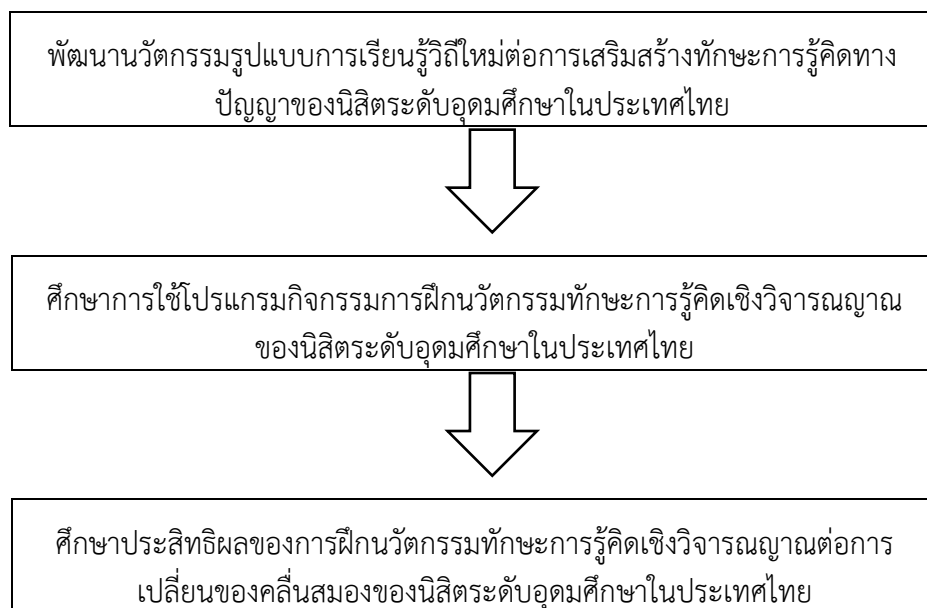 พัฒนานวัตกรรมรูปแบบการเรียนรู้วิถีใหม่ต่อการเสริมสร้างทักษะการรู้คิดทาง
ปัญญาของนิสิตระดับอุดมศึกษาในประเทศไทย
ศึกษาการใช้โปรแกรมกิจกรรมการฝึกนวัตกรรมทักษะการรู้คิดเชิงวิจารณญาณ
ของนิสิตระดับอุดมศึกษาในประเทศไทย
ศึกษาประสิทธิผลของการฝึกนวัตกรรมทักษะการรู้คิดเชิงวิจารณญาณต่อการ
เปลี่ยนของคลื่นสมองของนิสิตระดับอุดมศึกษาในประเทศไทย